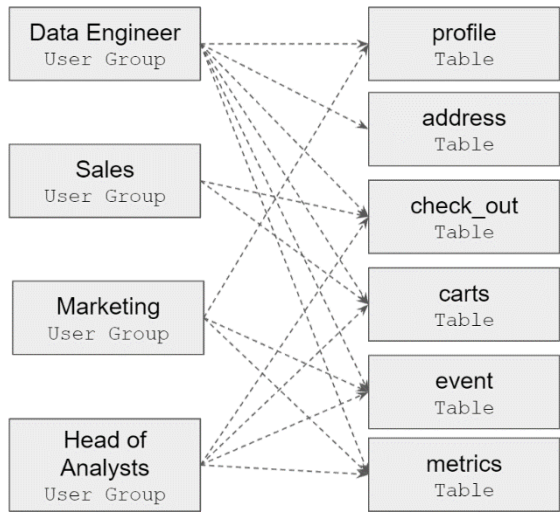 Data Engineer
User Group
Sales
User Group
Marketing
User Group
Head of
Analysts
User Group
profile
Table
address
Table
check_out
Table
carts
Table
event
Table
metrics
Table